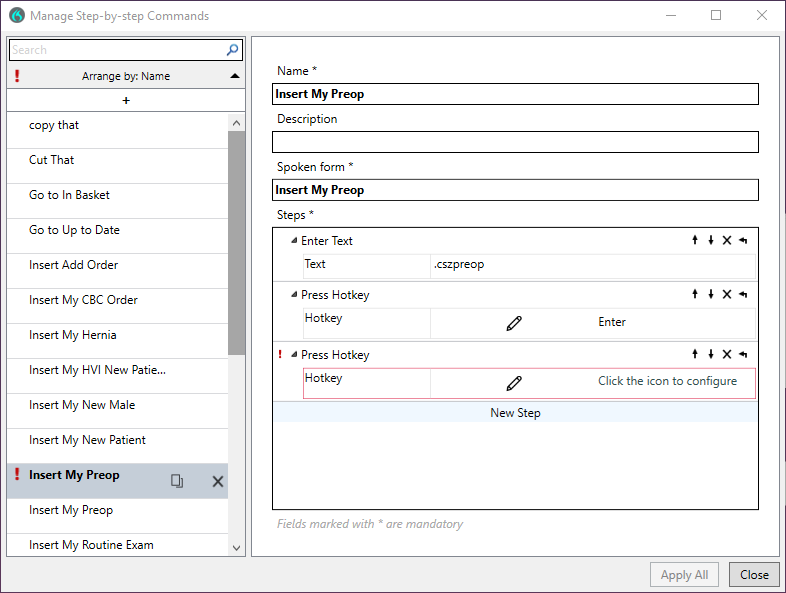 Manage Step-by-step Commands
Search
! Arrange by: Name
+
copy that
Cut That
Go to In Basket
Go to Up to Date
Insert Add Order
Insert My CBC Order
Insert My Hernia
Insert My HVI New Patie...
Insert My New Male
Insert My New Patient
! Insert My Preop
Insert My Preop
Insert My Routine Exam
Name *
Insert My Preop
Description
Spoken form *
Insert My Preop
Steps *
Enter Text
Text .cszpreop
Press Hotkey
Hotkey Enter
! Press Hotkey
Hotkey Click the icon to configure
New Step
Fields marked with * are mandatory
Apply All Close